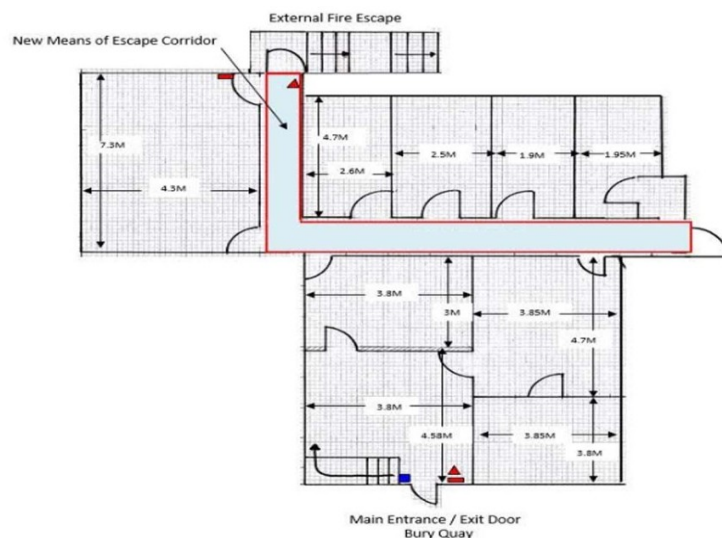 External Fire Escape
New Means of Escape Corridor
7.3M
4.3M
4.7M
2.6M
2.5M
1.9M
1.95M
3.8M
3M
3.85M
4.7M
3.8M
4.58M
3.85M
3.8M
Main Entrance / Exit Door
Bury Quay